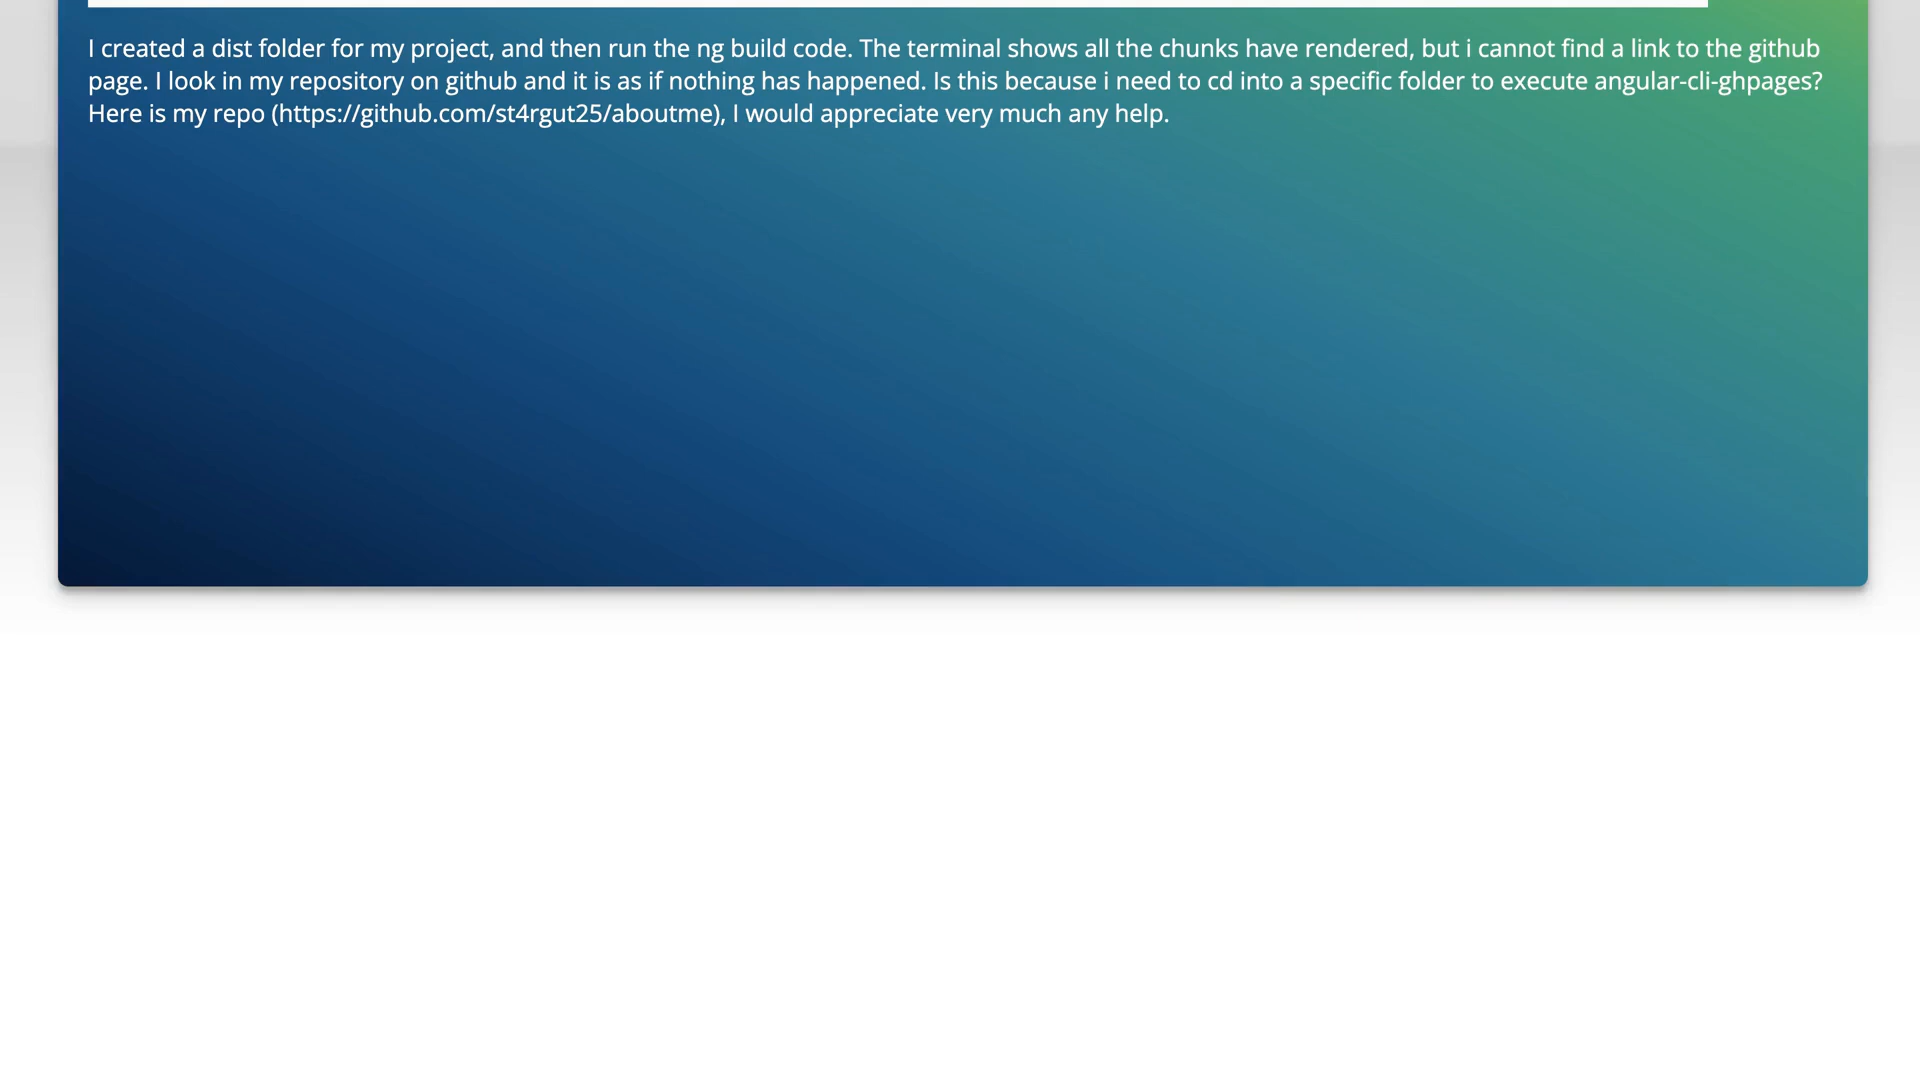 I created a dist folder for my project, and then run the ng build code. The terminal shows all the chunks have rendered, but i cannot find a link to the github
page. I look in my repository on github and it is as if nothing has happened. Is this because i need to cd into a specific folder to execute angular-cli-ghpages?
Here is my repo (https://github.com/st4rgut25/aboutme), I would appreciate very much any help.